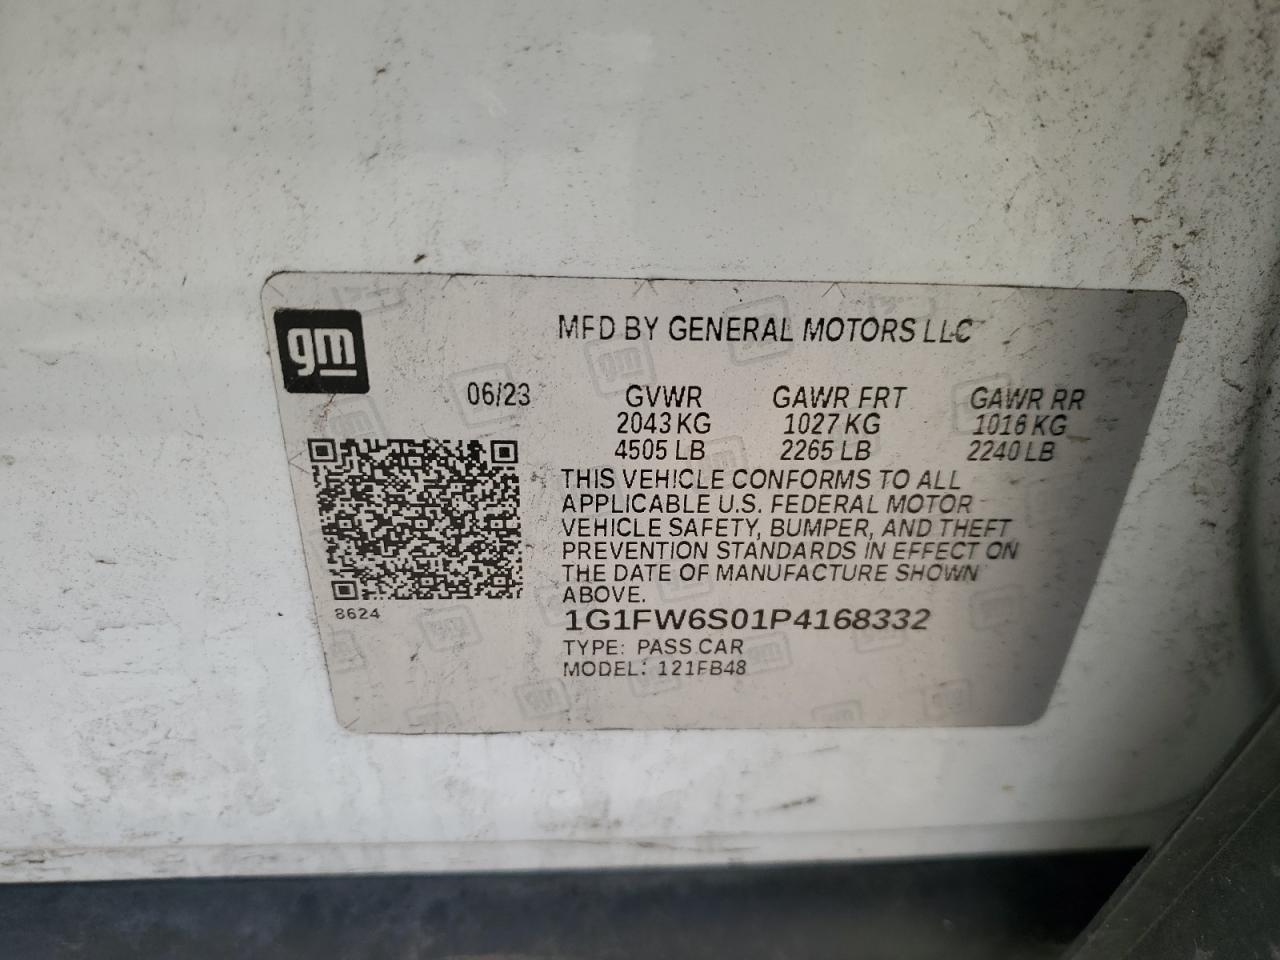 gm
MFD BY GENERAL MOTORS LLC
06/23 GVWR GAWR FRT GAWR RR
2043 KG 1027 KG 1016 KG
4505 LB 2265 LB 2240 LB
THIS VEHICLE CONFORMS TO ALL
APPLICABLE U.S. FEDERAL MOTOR
VEHICLE SAFETY, BUMPER, AND THEFT
PREVENTION STANDARDS IN EFFECT ON
THE DATE OF MANUFACTURE SHOWN
ABOVE.
8624
1G1FW6S01P4168332
TYPE: PASS CAR
MODEL: 121FB48